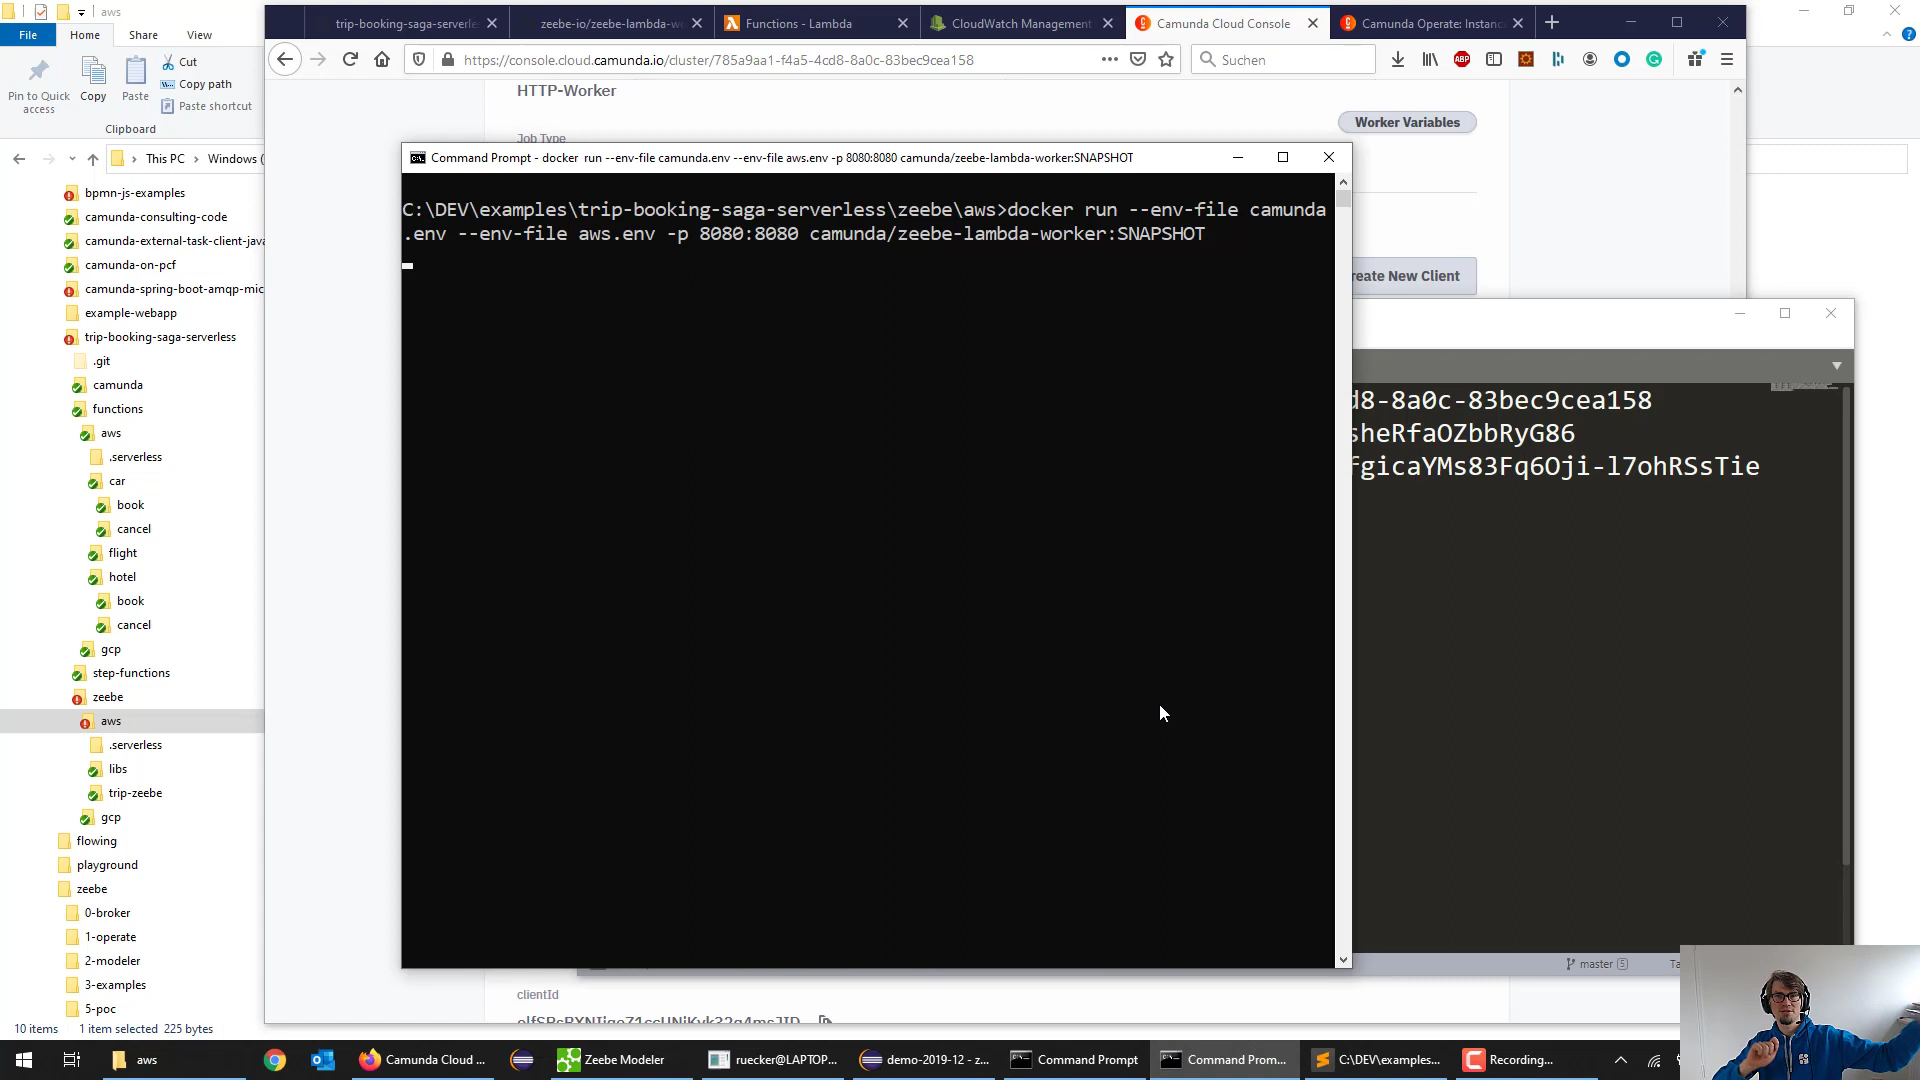 aws
File
Home
Share
View
Pin to Quick
access
Copy
Paste
Cut
Copy path
Paste shortcut
Clipboard
This PC
Windows (
bpmn-js-examples
camunda-consulting-code
camunda-external-task-client-java
camunda-on-pcf
camunda-spring-boot-amqp-mic
example-webapp
trip-booking-saga-serverless
.git
camunda
functions
aws
.serverless
car
book
cancel
flight
hotel
book
cancel
gcp
step-functions
zeebe
aws
.serverless
libs
trip-zeebe
gcp
flowing
playground
zeebe
0-broker
1-operate
2-modeler
3-examples
5-poc
10 items
1 item selected 225 bytes
trip-booking-saga-serverles
zeebe-io/zeebe-lambda-wo
Functions - Lambda
CloudWatch Management
Camunda Cloud Console
Camunda Operate: Instanc
https://console.cloud.camunda.io/cluster/785a9aa1-f4a5-4cd8-8a0c-83bec9cea158
Suchen
ABP
HTTP-Worker
Worker Variables
Job Type
Command Prompt - docker run --env-file camunda.env --env-file aws.env -p 8080:8080 camunda/zeebe-lambda-worker:SNAPSHOT
C:\DEV\examples\trip-booking-saga-serverless\zeebe\aws>docker run --env-file camunda
.env --env-file aws.env -p 8080:8080 camunda/zeebe-lambda-worker:SNAPSHOT
reate New Client
d8-8a0c-83bec9cea158
sheRfaOZbbRyG86
fgicaYMs83Fq6Oji-l7ohRSsTie
master 5
Ta
clientId
aws
Camunda Cloud ...
Zeebe Modeler
ruecker@LAPTOP...
demo-2019-12 - z...
Command Prompt
Command Prom...
C:\DEV\examples...
Recording...